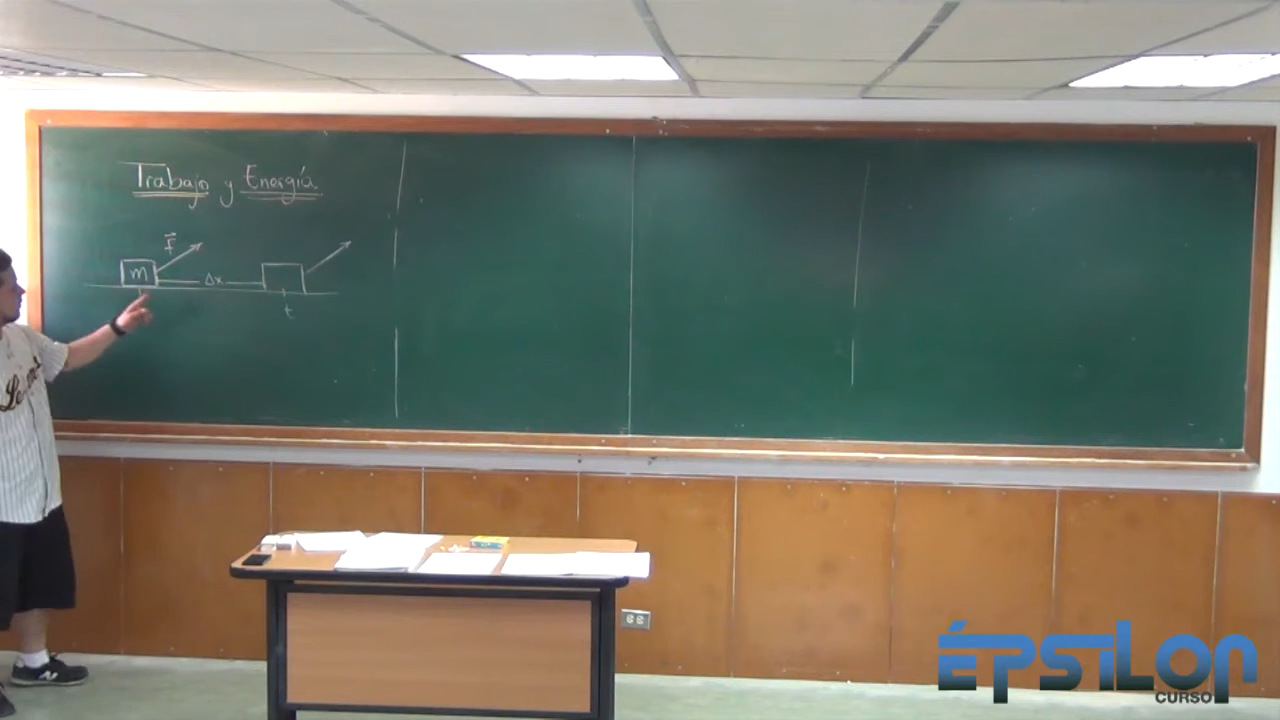 Trabajo y Energía
F
m
Δx
t
ÉPSILON
CURSO